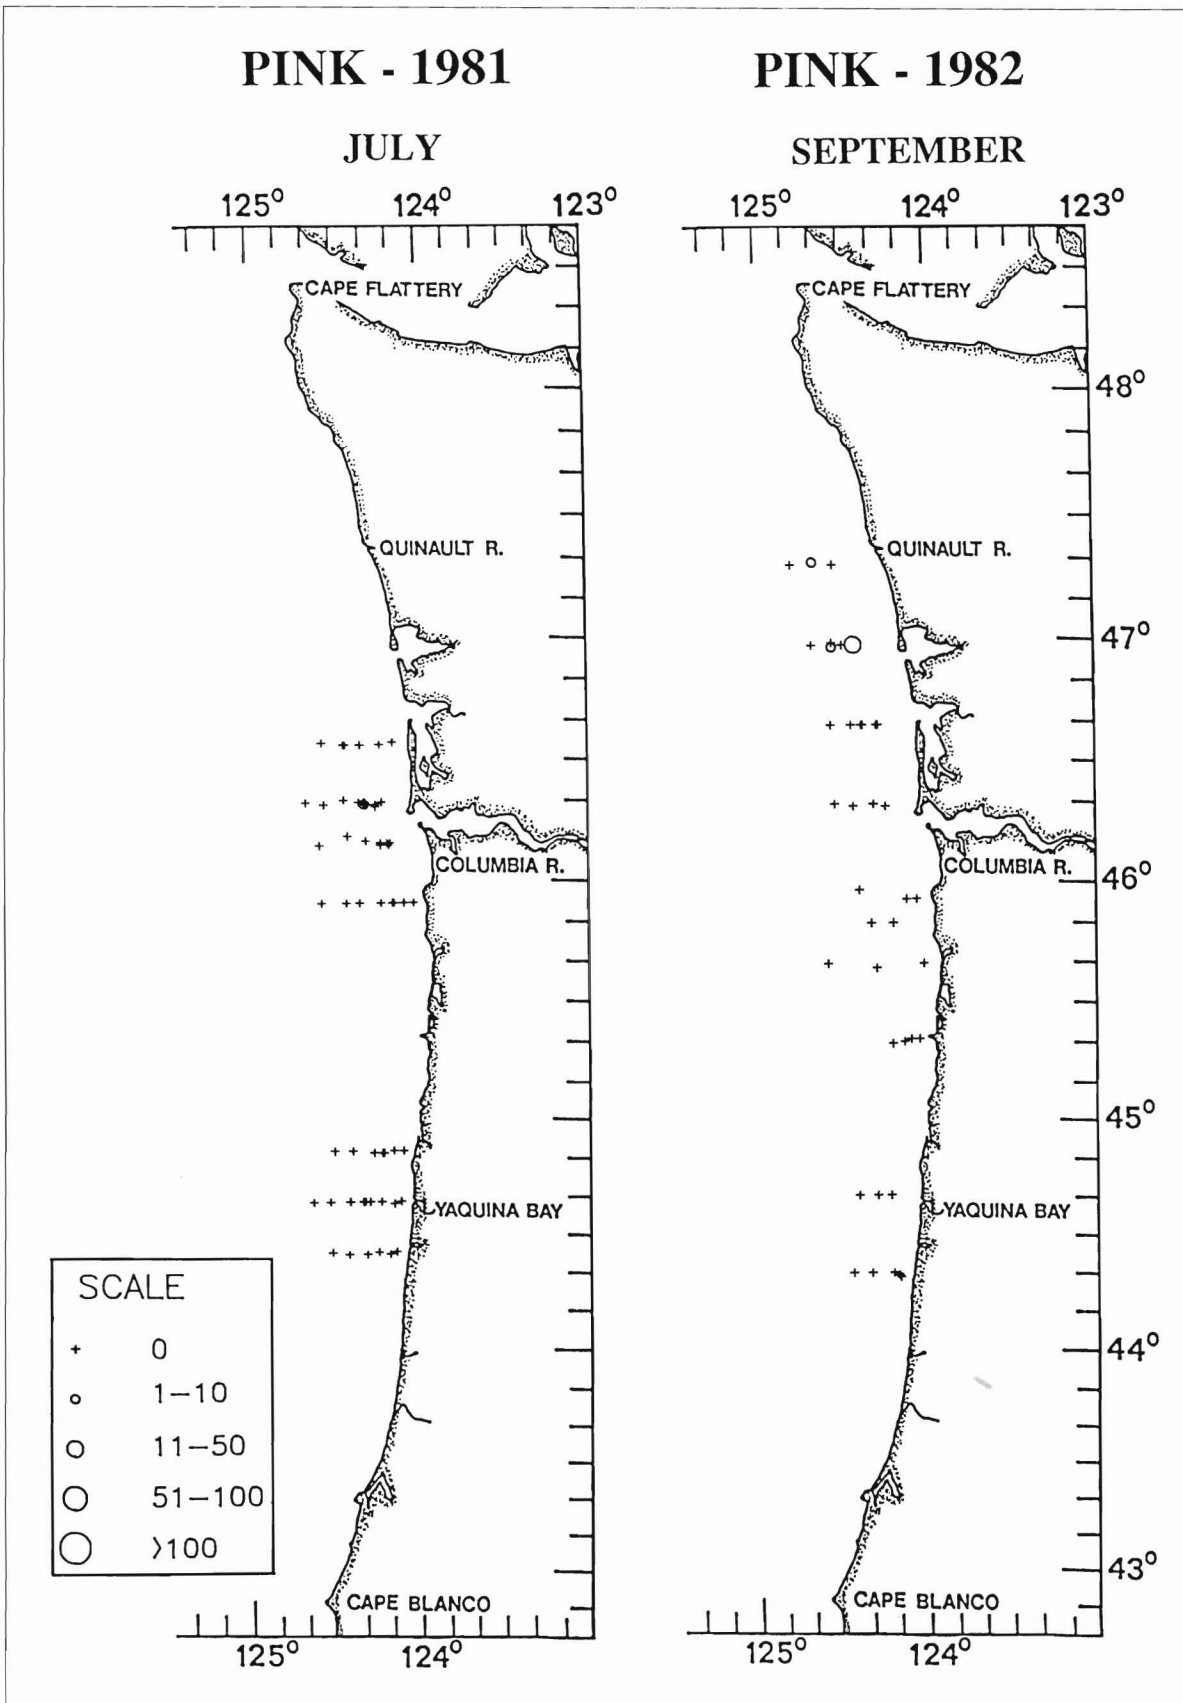 PINK - 1981
JULY
125° 124° 123°
CAPE FLATTERY
QUINAULT R.
COLUMBIA R.
YAQUINA BAY
CAPE BLANCO
125° 124°
SCALE
+ 0
1-10
11-50
51-100
>100
PINK - 1982
SEPTEMBER
125° 124° 123°
CAPE FLATTERY
48°
QUINAULT R.
47°
COLUMBIA R.
46°
45°
YAQUINA BAY
44°
43°
CAPE BLANCO
125° 124°